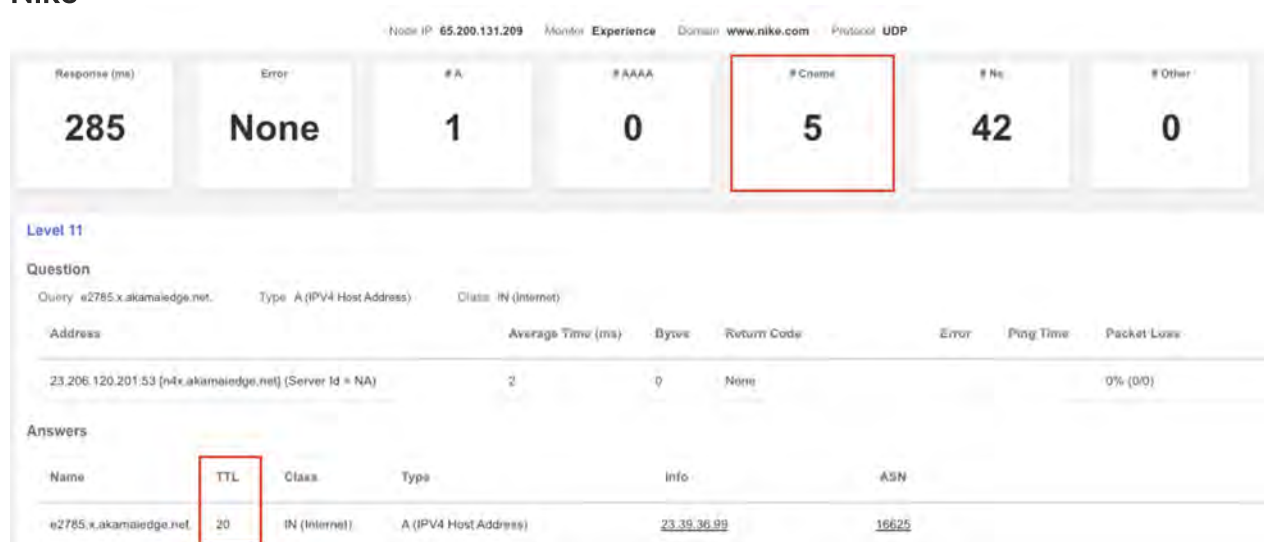 Node IP 65.200.131.209 Monitor Experience Domain www.nike.com Protocol UDP
Response (ms) Error # A # AAAA # Cname # Ns # Other
285 None 1 0 5 42 0
Level 11
Question
Query e2785.x.akamaiedge.net. Type A (IPV4 Host Address) Class IN (Internet)
Address Average Time (ms) Bytes Return Code Error Ping Time Packet Loss
23.206.120.201:53 [n4x.akamaiedge.net] (Server Id = NA) 2 0 None 0% (0/0)
Answers
Name TTL Class Type Info ASN
e2785.x.akamaiedge.net. 20 IN (Internet) A (IPV4 Host Address) 23.39.36.99 16625